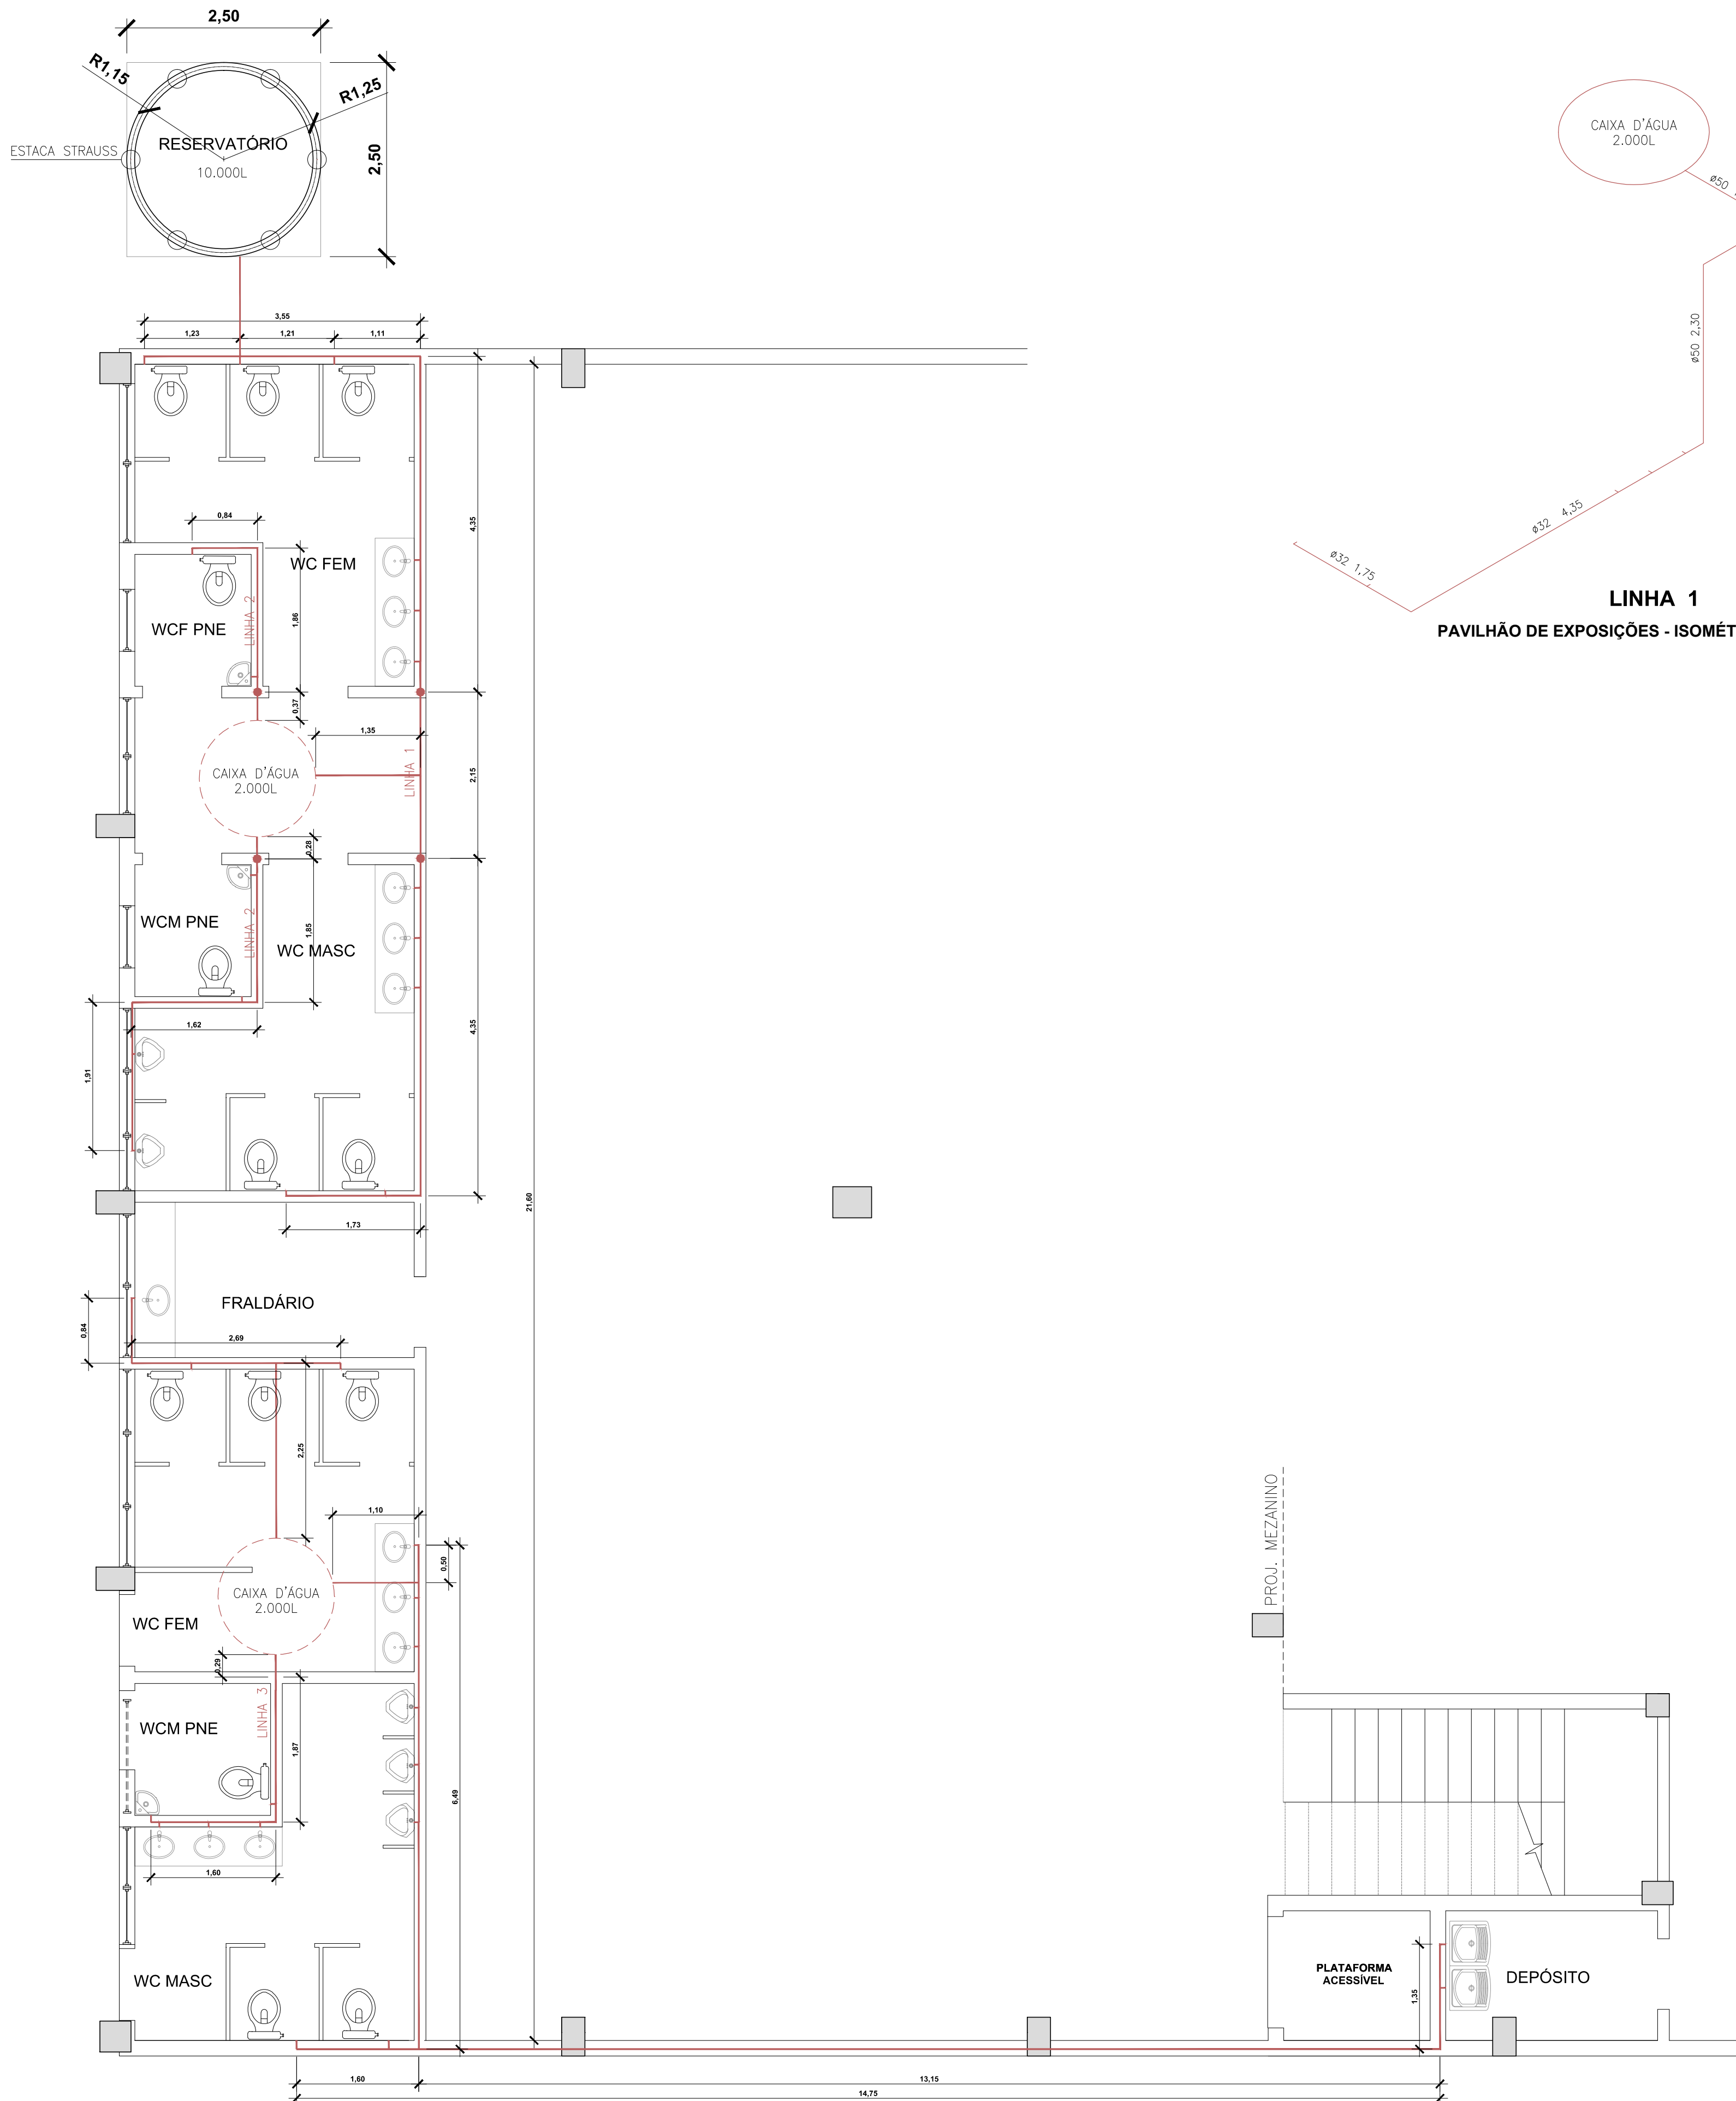 2,50
R1,15
R1,25
2,50
ESTACA STRAUSS
RESERVATÓRIO
10.000L
CAIXA D'ÁGUA
2.000L
ø50
ø50 2,30
ø32 4,35
ø32 1,75
LINHA 1
PAVILHÃO DE EXPOSIÇÕES - ISOMÉT
3,55
1,23
1,21
1,11
4,35
0,84
WC FEM
LINHA 2
1,86
WCF PNE
0,37
1,35
LINHA 1
2,15
CAIXA D'ÁGUA
2.000L
0,28
WCM PNE
LINHA 2
1,85
WC MASC
1,62
4,35
1,91
1,73
21,60
FRALDÁRIO
0,84
2,69
2,25
1,10
0,50
PROJ. MEZANINO
CAIXA D'ÁGUA
2.000L
WC FEM
0,29
LINHA 3
WCM PNE
1,87
6,49
1,60
WC MASC
PLATAFORMA
ACESSÍVEL
1,35
DEPÓSITO
1,60
13,15
14,75